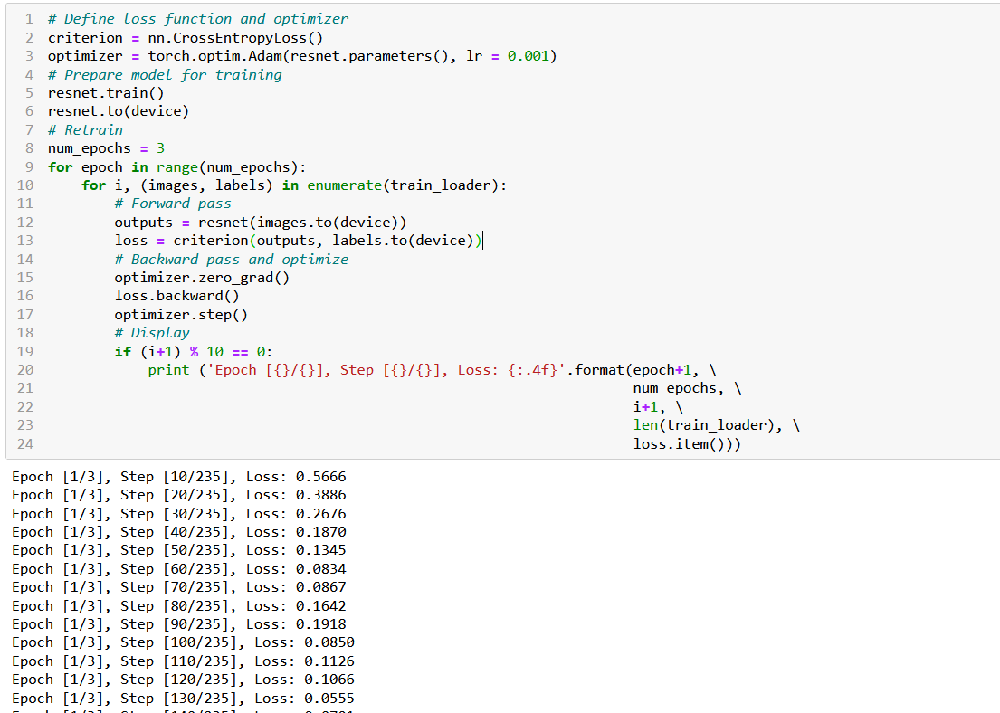 1 # Define loss function and optimizer
2 criterion = nn.CrossEntropyLoss()
3 optimizer = torch.optim.Adam(resnet.parameters(), lr = 0.001)
4 # Prepare model for training
5 resnet.train()
6 resnet.to(device)
7 # Retrain
8 num_epochs = 3
9 for epoch in range(num_epochs):
10     for i, (images, labels) in enumerate(train_loader):
11         # Forward pass
12         outputs = resnet(images.to(device))
13         loss = criterion(outputs, labels.to(device))
14         # Backward pass and optimize
15         optimizer.zero_grad()
16         loss.backward()
17         optimizer.step()
18         # Display
19         if (i+1) % 10 == 0:
20             print ('Epoch [{}/{}], Step [{}/{}], Loss: {:.4f}'.format(epoch+1, \
21                                                                       num_epochs, \
22                                                                       i+1, \
23                                                                       len(train_loader), \
24                                                                       loss.item()))
Epoch [1/3], Step [10/235], Loss: 0.5666
Epoch [1/3], Step [20/235], Loss: 0.3886
Epoch [1/3], Step [30/235], Loss: 0.2676
Epoch [1/3], Step [40/235], Loss: 0.1870
Epoch [1/3], Step [50/235], Loss: 0.1345
Epoch [1/3], Step [60/235], Loss: 0.0834
Epoch [1/3], Step [70/235], Loss: 0.0867
Epoch [1/3], Step [80/235], Loss: 0.1642
Epoch [1/3], Step [90/235], Loss: 0.1918
Epoch [1/3], Step [100/235], Loss: 0.0850
Epoch [1/3], Step [110/235], Loss: 0.1126
Epoch [1/3], Step [120/235], Loss: 0.1066
Epoch [1/3], Step [130/235], Loss: 0.0555